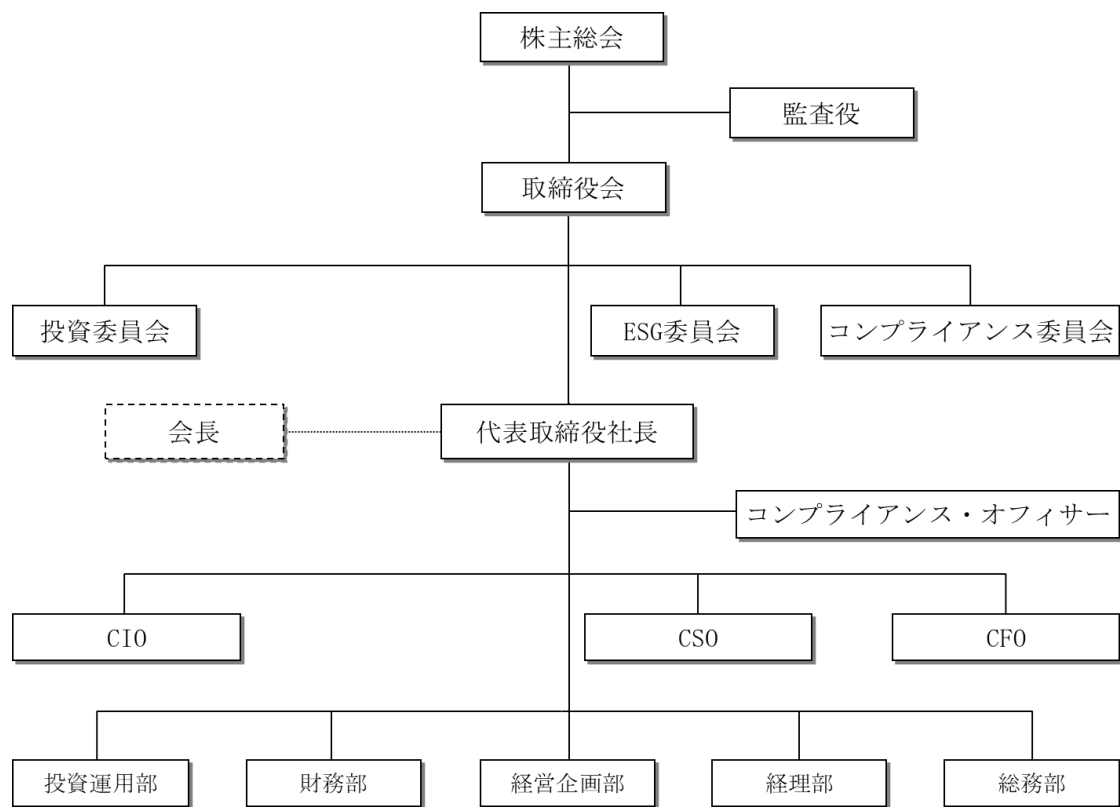 株主総会
監査役
取締役会
投資委員会
ESG委員会
コンプライアンス委員会
会長
代表取締役社長
コンプライアンス・オフィサー
CIO
CSO
CFO
投資運用部
財務部
経営企画部
経理部
総務部